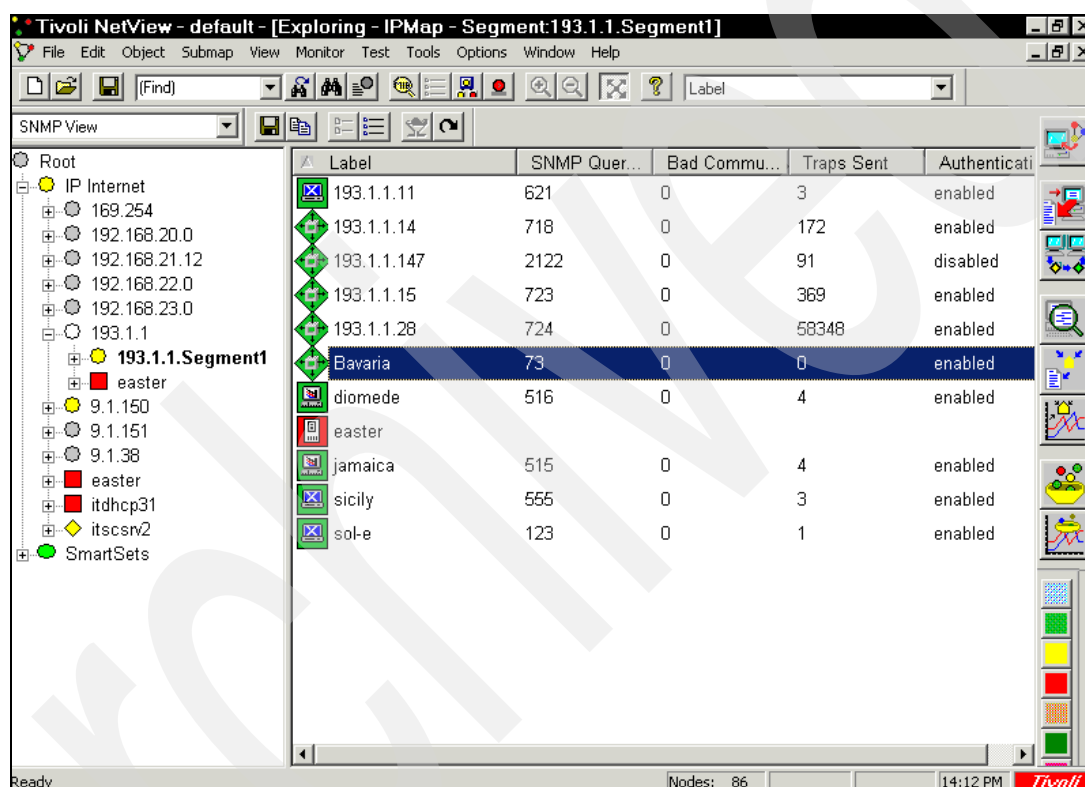 Tivoli NetView - default - [Exploring - IPMap - Segment:193.1.1.Segment1]
File Edit Object Submap View Monitor Test Tools Options Window Help
(Find) Label
SNMP View
Root
IP Internet
169.254
192.168.20.0
192.168.21.12
192.168.22.0
192.168.23.0
193.1.1
193.1.1.Segment1
easter
9.1.150
9.1.151
9.1.38
easter
itdhcp31
itscsrv2
SmartSets
Label SNMP Quer... Bad Commu... Traps Sent Authenticati
193.1.1.11 621 0 3 enabled
193.1.1.14 718 0 172 enabled
193.1.1.147 2122 0 91 disabled
193.1.1.15 723 0 369 enabled
193.1.1.28 724 0 58348 enabled
Bavaria 73 0 0 enabled
diomede 516 0 4 enabled
easter
jamaica 515 0 4 enabled
sicily 555 0 3 enabled
sol-e 123 0 1 enabled
Ready Nodes: 86 14:12 PM Tivoli